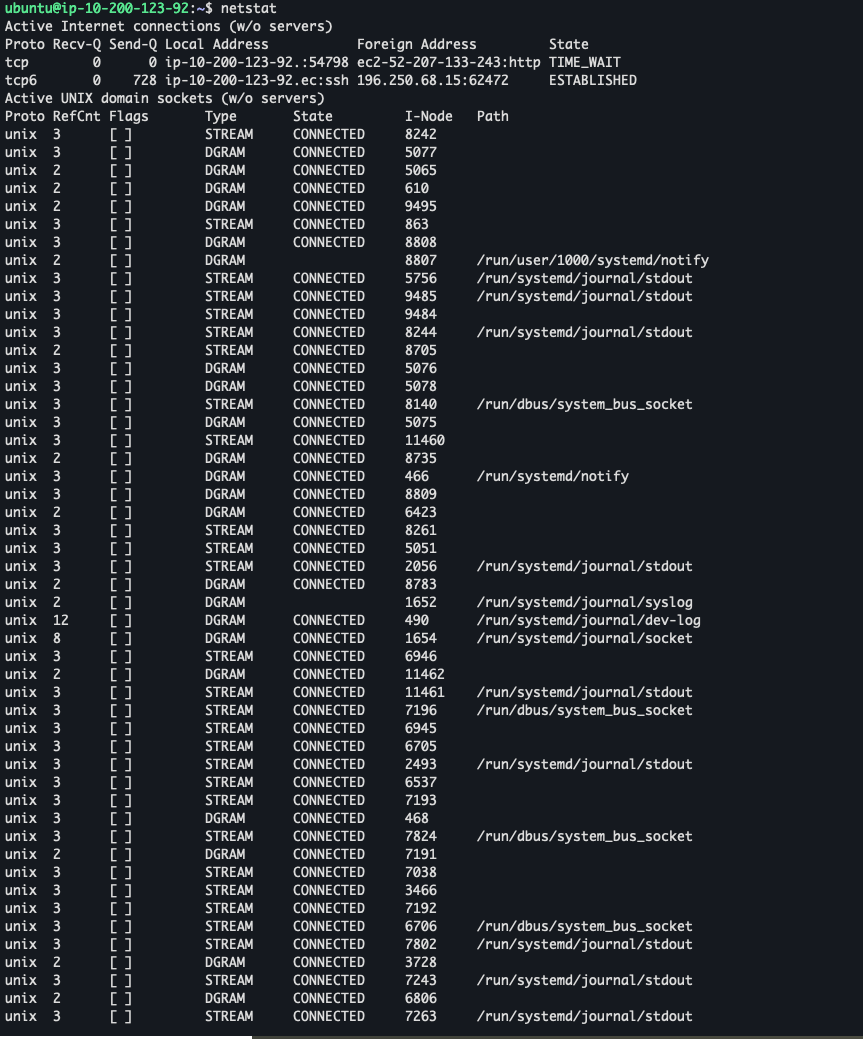 ubuntu@ip-10-200-123-92:~$ netstat
Active Internet connections (w/o servers)
Proto Recv-Q Send-Q Local Address           Foreign Address         State
tcp        0      0 ip-10-200-123-92.:54798 ec2-52-207-133-243:http TIME_WAIT
tcp6       0    728 ip-10-200-123-92.ec:ssh 196.250.68.15:62472     ESTABLISHED
Active UNIX domain sockets (w/o servers)
Proto RefCnt Flags       Type       State         I-Node   Path
unix  3      [ ]         STREAM     CONNECTED     8242
unix  3      [ ]         DGRAM      CONNECTED     5077
unix  2      [ ]         DGRAM      CONNECTED     5065
unix  2      [ ]         DGRAM      CONNECTED     610
unix  2      [ ]         DGRAM      CONNECTED     9495
unix  3      [ ]         STREAM     CONNECTED     863
unix  3      [ ]         DGRAM      CONNECTED     8808
unix  2      [ ]         DGRAM                    8807     /run/user/1000/systemd/notify
unix  3      [ ]         STREAM     CONNECTED     5756     /run/systemd/journal/stdout
unix  3      [ ]         STREAM     CONNECTED     9485     /run/systemd/journal/stdout
unix  3      [ ]         STREAM     CONNECTED     9484
unix  3      [ ]         STREAM     CONNECTED     8244     /run/systemd/journal/stdout
unix  2      [ ]         STREAM     CONNECTED     8705
unix  3      [ ]         DGRAM      CONNECTED     5076
unix  3      [ ]         DGRAM      CONNECTED     5078
unix  3      [ ]         STREAM     CONNECTED     8140     /run/dbus/system_bus_socket
unix  3      [ ]         DGRAM      CONNECTED     5075
unix  3      [ ]         STREAM     CONNECTED     11460
unix  2      [ ]         DGRAM      CONNECTED     8735
unix  3      [ ]         DGRAM      CONNECTED     466      /run/systemd/notify
unix  3      [ ]         DGRAM      CONNECTED     8809
unix  2      [ ]         DGRAM      CONNECTED     6423
unix  3      [ ]         STREAM     CONNECTED     8261
unix  3      [ ]         STREAM     CONNECTED     5051
unix  3      [ ]         STREAM     CONNECTED     2056     /run/systemd/journal/stdout
unix  2      [ ]         DGRAM      CONNECTED     8783
unix  2      [ ]         DGRAM                    1652     /run/systemd/journal/syslog
unix  12     [ ]         DGRAM      CONNECTED     490      /run/systemd/journal/dev-log
unix  8      [ ]         DGRAM      CONNECTED     1654     /run/systemd/journal/socket
unix  3      [ ]         STREAM     CONNECTED     6946
unix  2      [ ]         DGRAM      CONNECTED     11462
unix  3      [ ]         STREAM     CONNECTED     11461    /run/systemd/journal/stdout
unix  3      [ ]         STREAM     CONNECTED     7196     /run/dbus/system_bus_socket
unix  3      [ ]         STREAM     CONNECTED     6945
unix  3      [ ]         STREAM     CONNECTED     6705
unix  3      [ ]         STREAM     CONNECTED     2493     /run/systemd/journal/stdout
unix  3      [ ]         STREAM     CONNECTED     6537
unix  3      [ ]         STREAM     CONNECTED     7193
unix  3      [ ]         DGRAM      CONNECTED     468
unix  3      [ ]         STREAM     CONNECTED     7824     /run/dbus/system_bus_socket
unix  2      [ ]         DGRAM      CONNECTED     7191
unix  3      [ ]         STREAM     CONNECTED     7038
unix  3      [ ]         STREAM     CONNECTED     3466
unix  3      [ ]         STREAM     CONNECTED     7192
unix  3      [ ]         STREAM     CONNECTED     6706     /run/dbus/system_bus_socket
unix  3      [ ]         STREAM     CONNECTED     7802     /run/systemd/journal/stdout
unix  2      [ ]         DGRAM      CONNECTED     3728
unix  3      [ ]         STREAM     CONNECTED     7243     /run/systemd/journal/stdout
unix  2      [ ]         DGRAM      CONNECTED     6806
unix  3      [ ]         STREAM     CONNECTED     7263     /run/systemd/journal/stdout